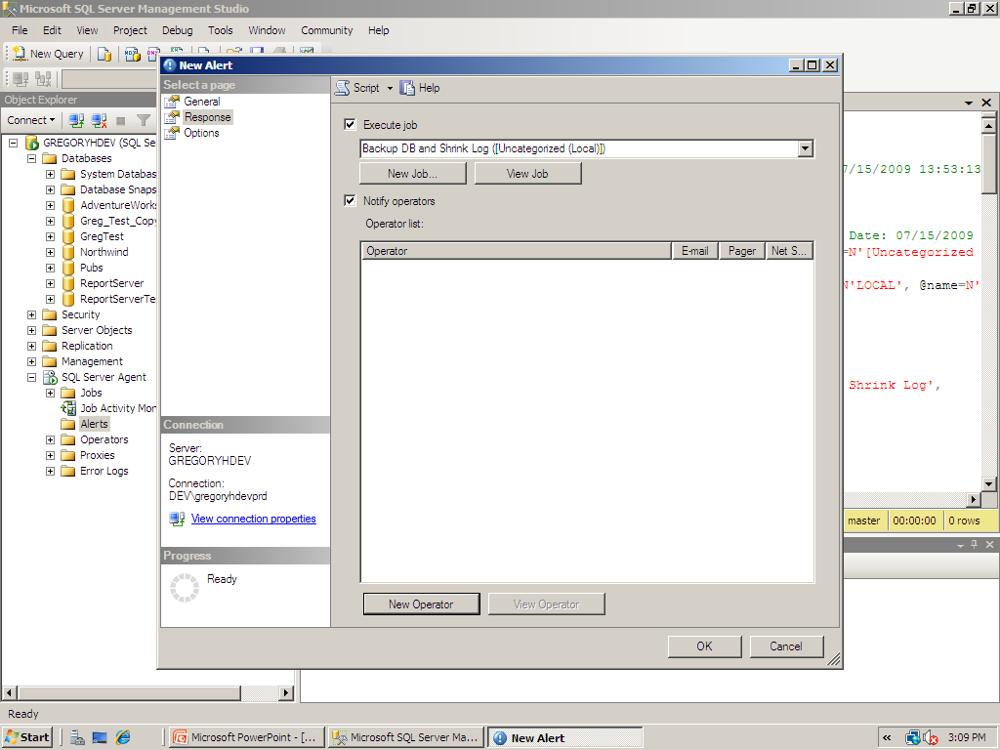 Microsoft SQL Server Management Studio
File Edit View Project Debug Tools Window Community Help
New Query
Object Explorer
Connect
GREGORYHDEV (SQL Se
Databases
System Databas
Database Snaps
AdventureWork
Greg_Test_Copy
GregTest
Northwind
Pubs
ReportServer
ReportServerTe
Security
Server Objects
Replication
Management
SQL Server Agent
Jobs
Job Activity Mon
Alerts
Operators
Proxies
Error Logs
New Alert
Select a page
General
Response
Options
Connection
Server:
GREGORYHDEV
Connection:
DEV\gregoryhdevprd
View connection properties
Progress
Ready
Script Help
Execute job
Backup DB and Shrink Log ([Uncategorized (Local)])
New Job... View Job
Notify operators
Operator list:
Operator E-mail Pager Net S...
New Operator View Operator
OK Cancel
7/15/2009 13:53:13
Date: 07/15/2009
=N'[Uncategorized
N'LOCAL', @name=N'
Shrink Log',
master 00:00:00 0 rows
Ready
Start Microsoft PowerPoint - [... Microsoft SQL Server Ma... New Alert 3:09 PM